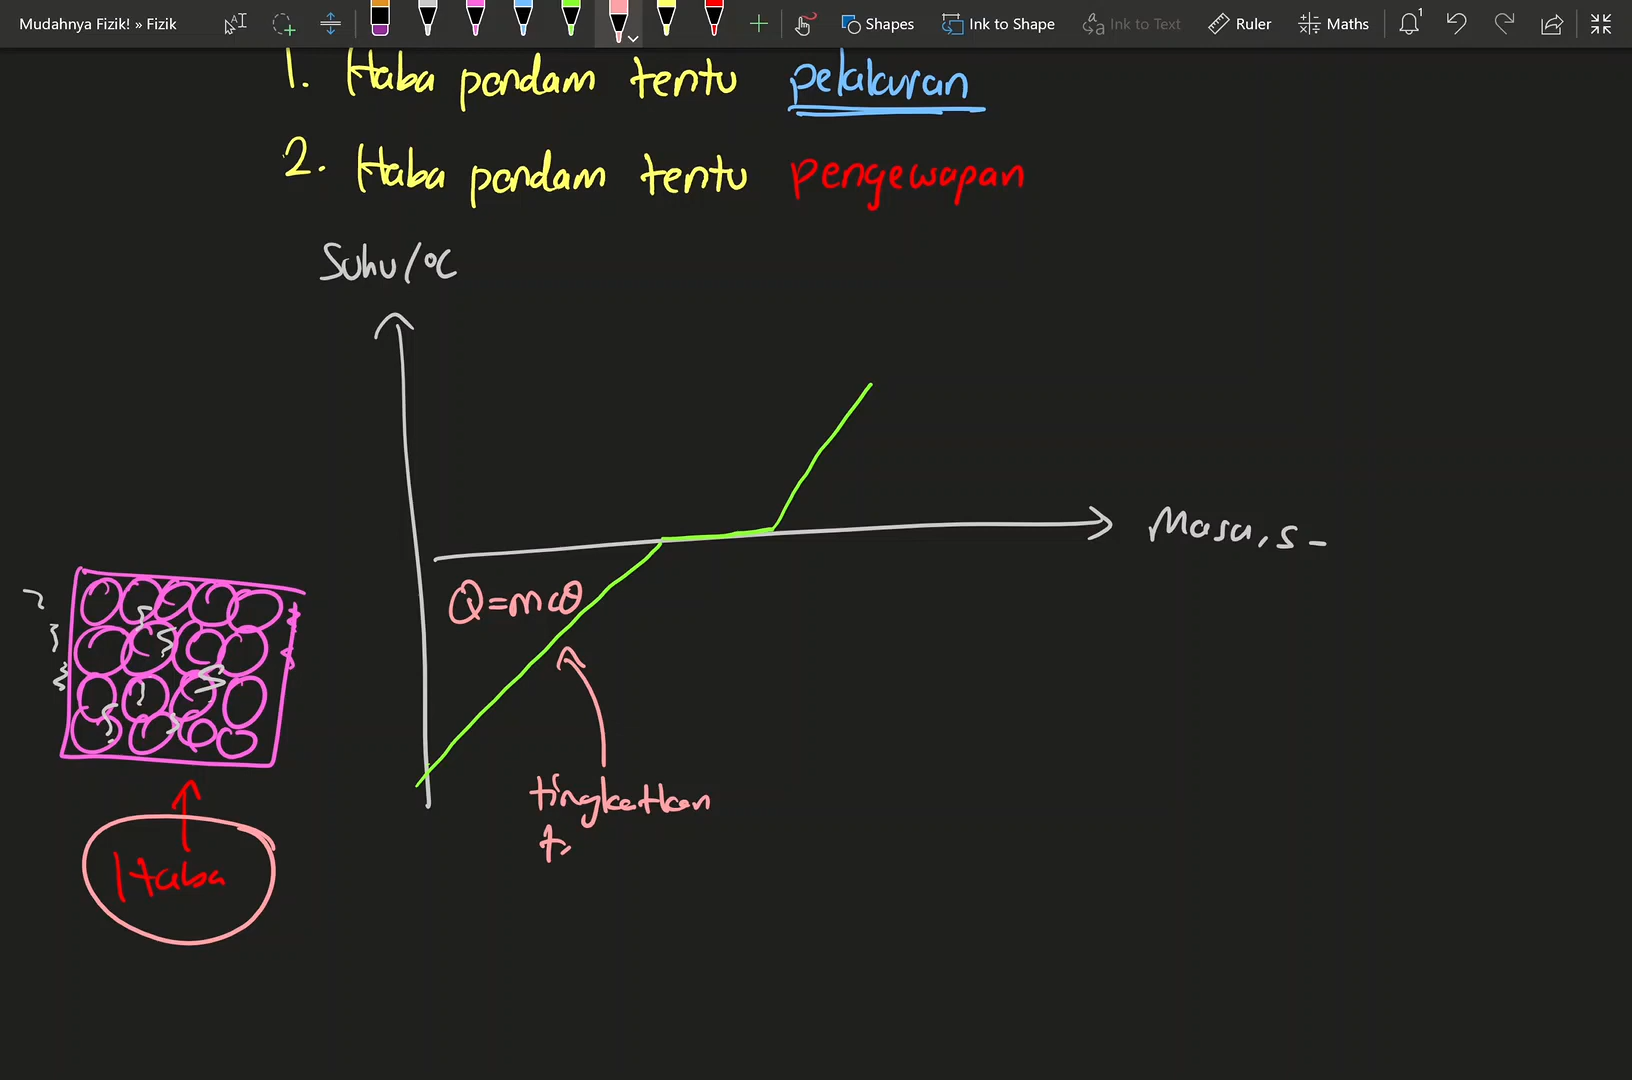 Mudahnya Fizik! » Fizik
Shapes
Ink to Shape
Ink to Text
Ruler
Maths
1
1. Haba pendam tentu pelakuran
2. Haba pendam tentu pengewapan
Suhu/°C
Masa, s
Q=mcθ
tingkatkan
Haba